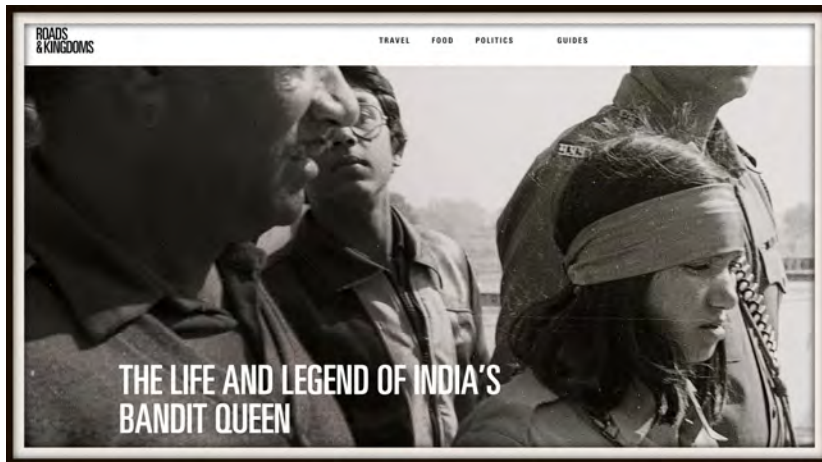 ROADS
& KINGDOMS
TRAVEL FOOD POLITICS GUIDES
म.प्र.पु.
THE LIFE AND LEGEND OF INDIA'S
BANDIT QUEEN